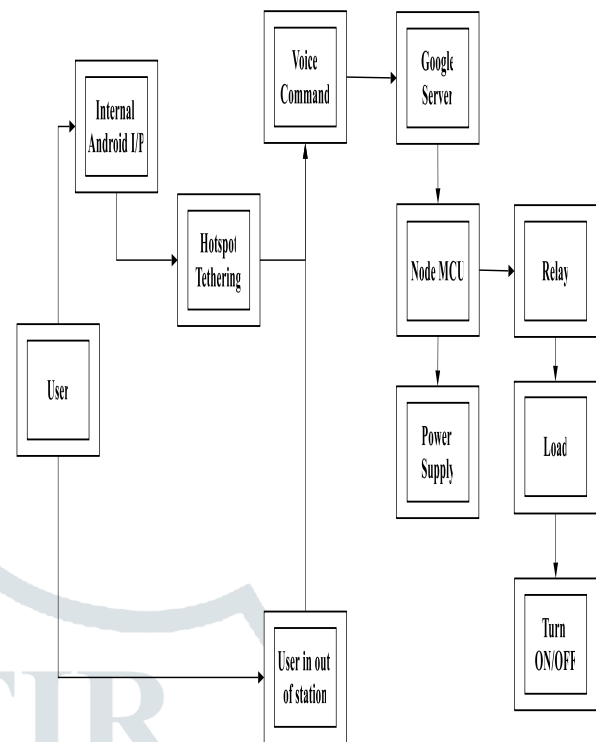 Voice
Command
Google
Server
Internal
Android I/P
Hotspot
Tethering
Node MCU
Relay
User
Power
Supply
Load
User in out
of station
Turn
ON/OFF
TIR